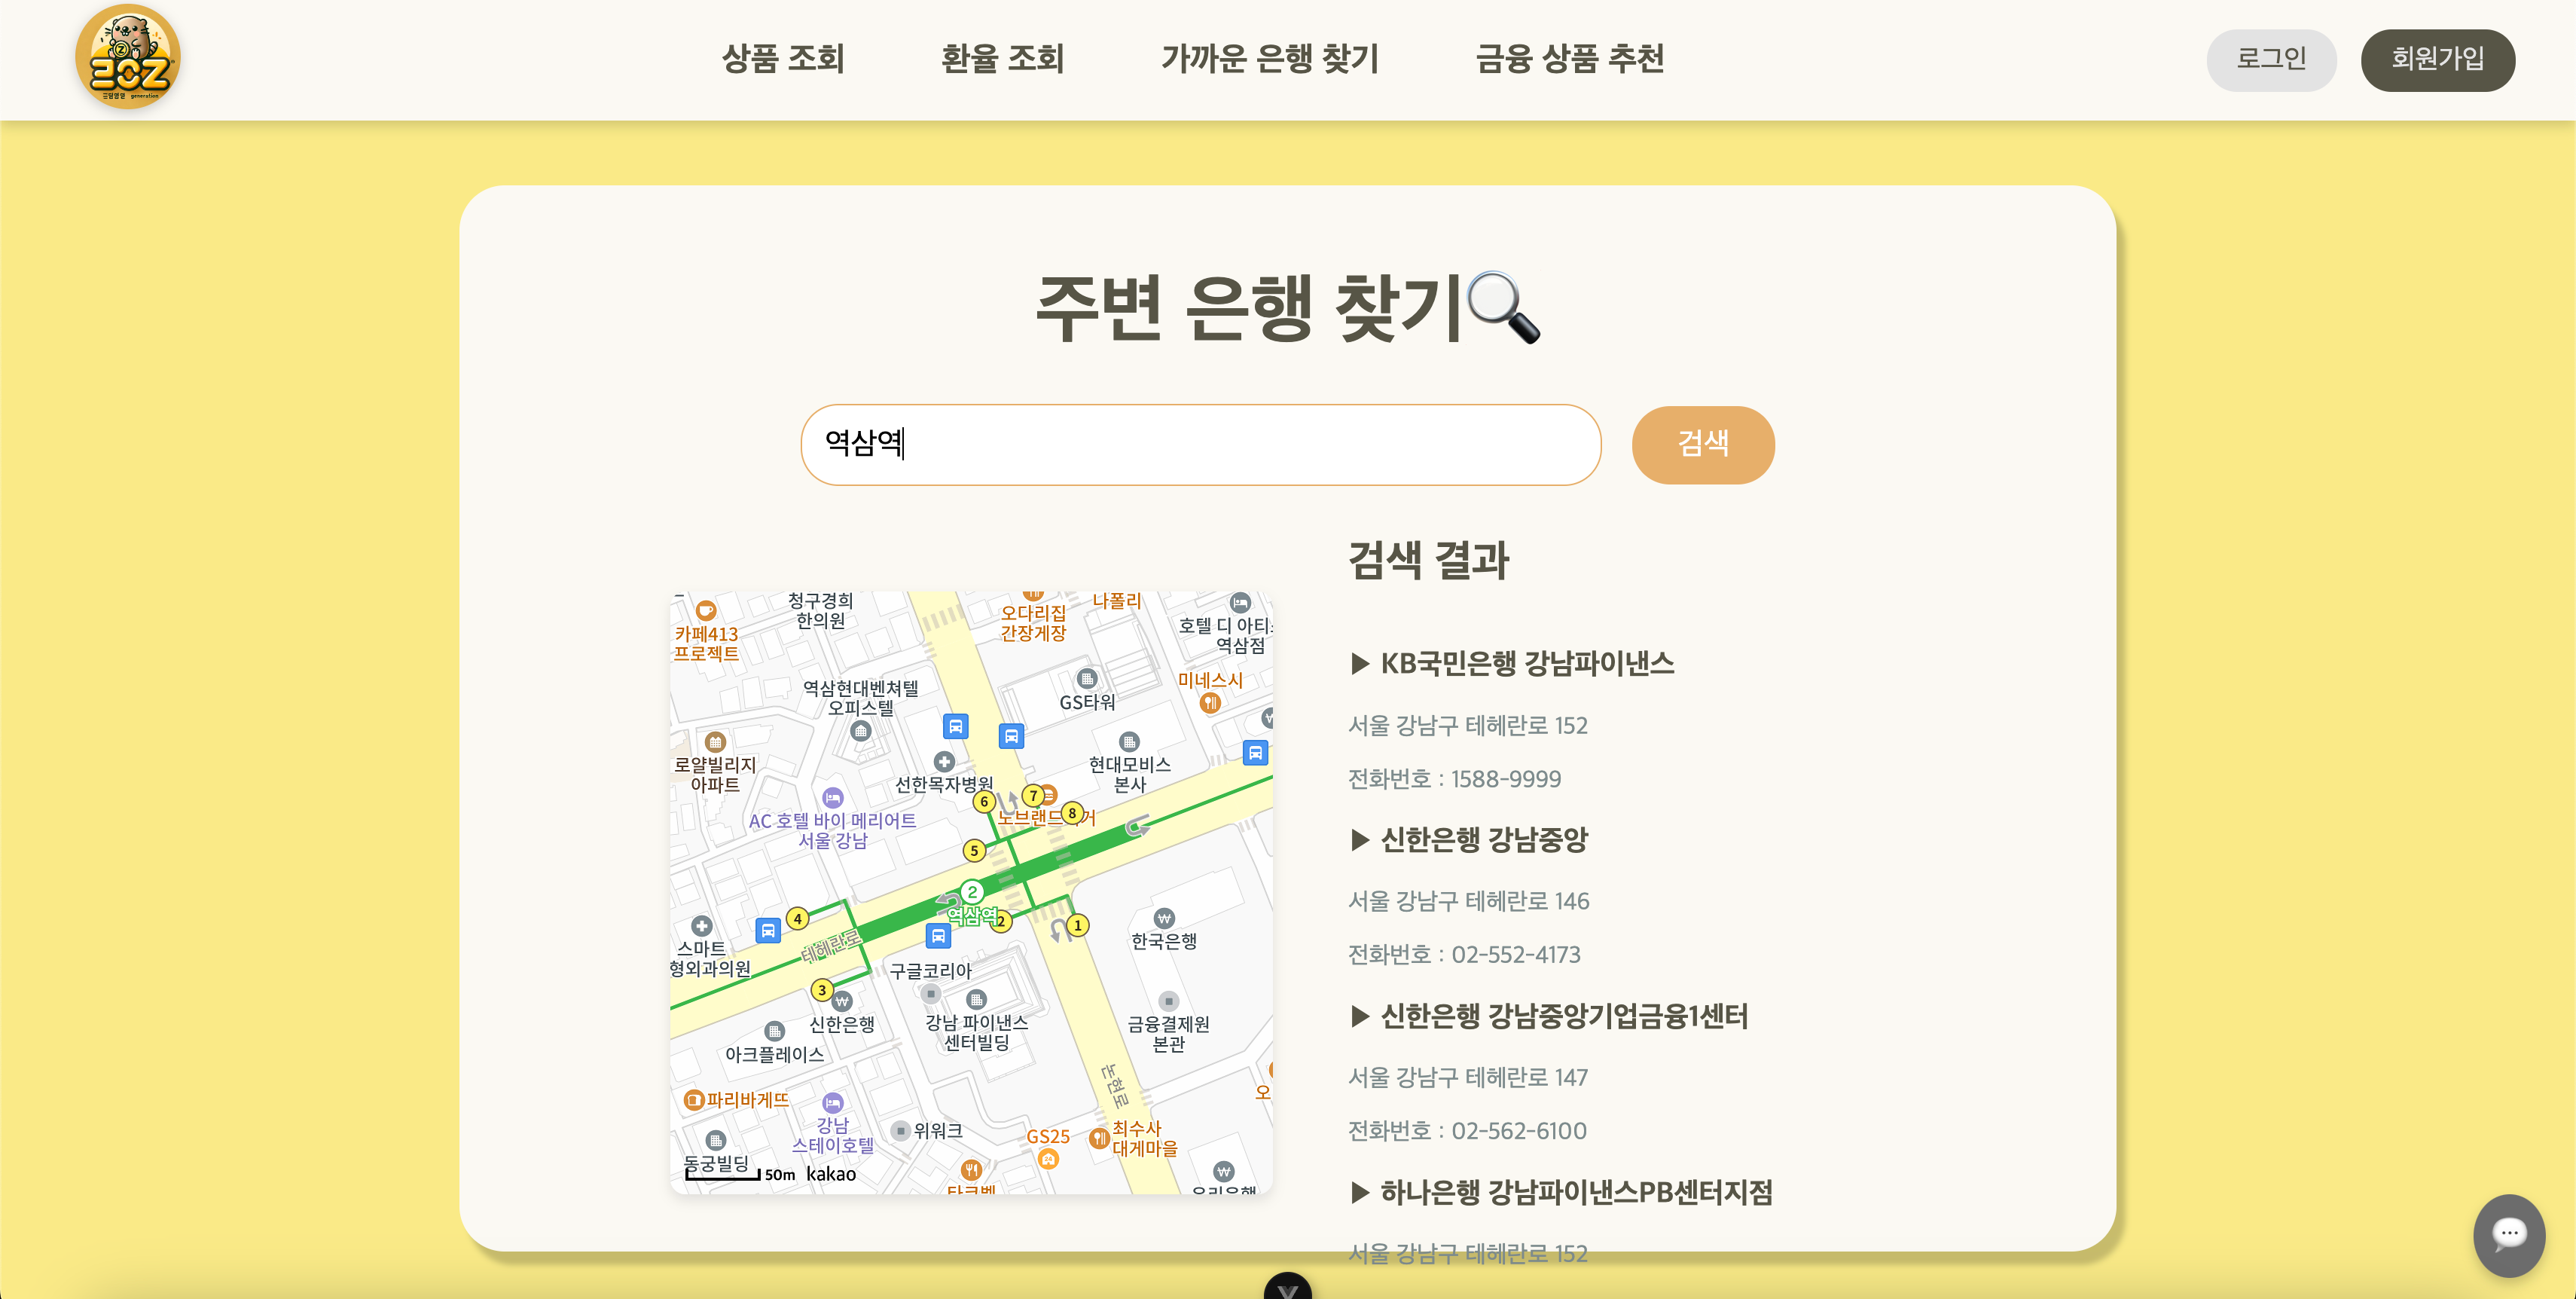 상품 조회
환율 조회
가까운 은행 찾기
금융 상품 추천
로그인
회원가입
주변 은행 찾기
역삼역
검색
검색 결과
▶ KB국민은행 강남파이낸스
서울 강남구 테헤란로 152
전화번호 : 1588-9999
▶ 신한은행 강남중앙
서울 강남구 테헤란로 146
전화번호 : 02-552-4173
▶ 신한은행 강남중앙기업금융1센터
서울 강남구 테헤란로 147
전화번호 : 02-562-6100
▶ 하나은행 강남파이낸스PB센터지점
서울 강남구 테헤란로 152
청구경희
한의원
오다리집
간장게장
나폴리
호텔 디 아티
역삼점
카페413
프로젝트
역삼현대벤쳐텔
오피스텔
GS타워
미네스시
로얄빌리지
아파트
선한목자병원
현대모비스
본사
AC 호텔 바이 메리어트
서울 강남
6
7
8
5
2
역삼역
2
1
4
3
테헤란로
스마트
형외과의원
한국은행
구글코리아
신한은행
강남 파이낸스
센터빌딩
금융결제원
본관
아크플레이스
논현로
파리바게뜨
강남
스테이호텔
위워크
GS25
최수사
대게마을
오
동궁빌딩
50m
kakao